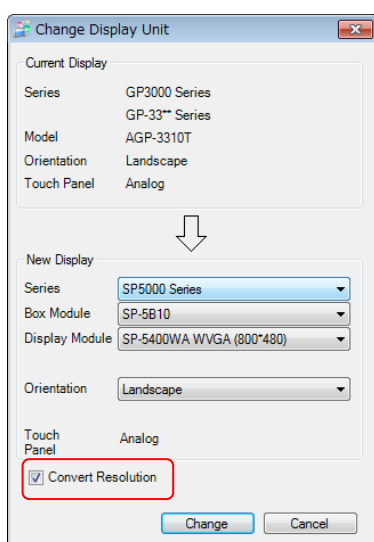 Change Display Unit
Current Display
Series GP3000 Series
GP-33** Series
Model AGP-3310T
Orientation Landscape
Touch Panel Analog
New Display
Series SP5000 Series
Box Module SP-5B10
Display Module SP-5400WA WVGA (800*480)
Orientation Landscape
Touch Panel Analog
Convert Resolution
Change Cancel